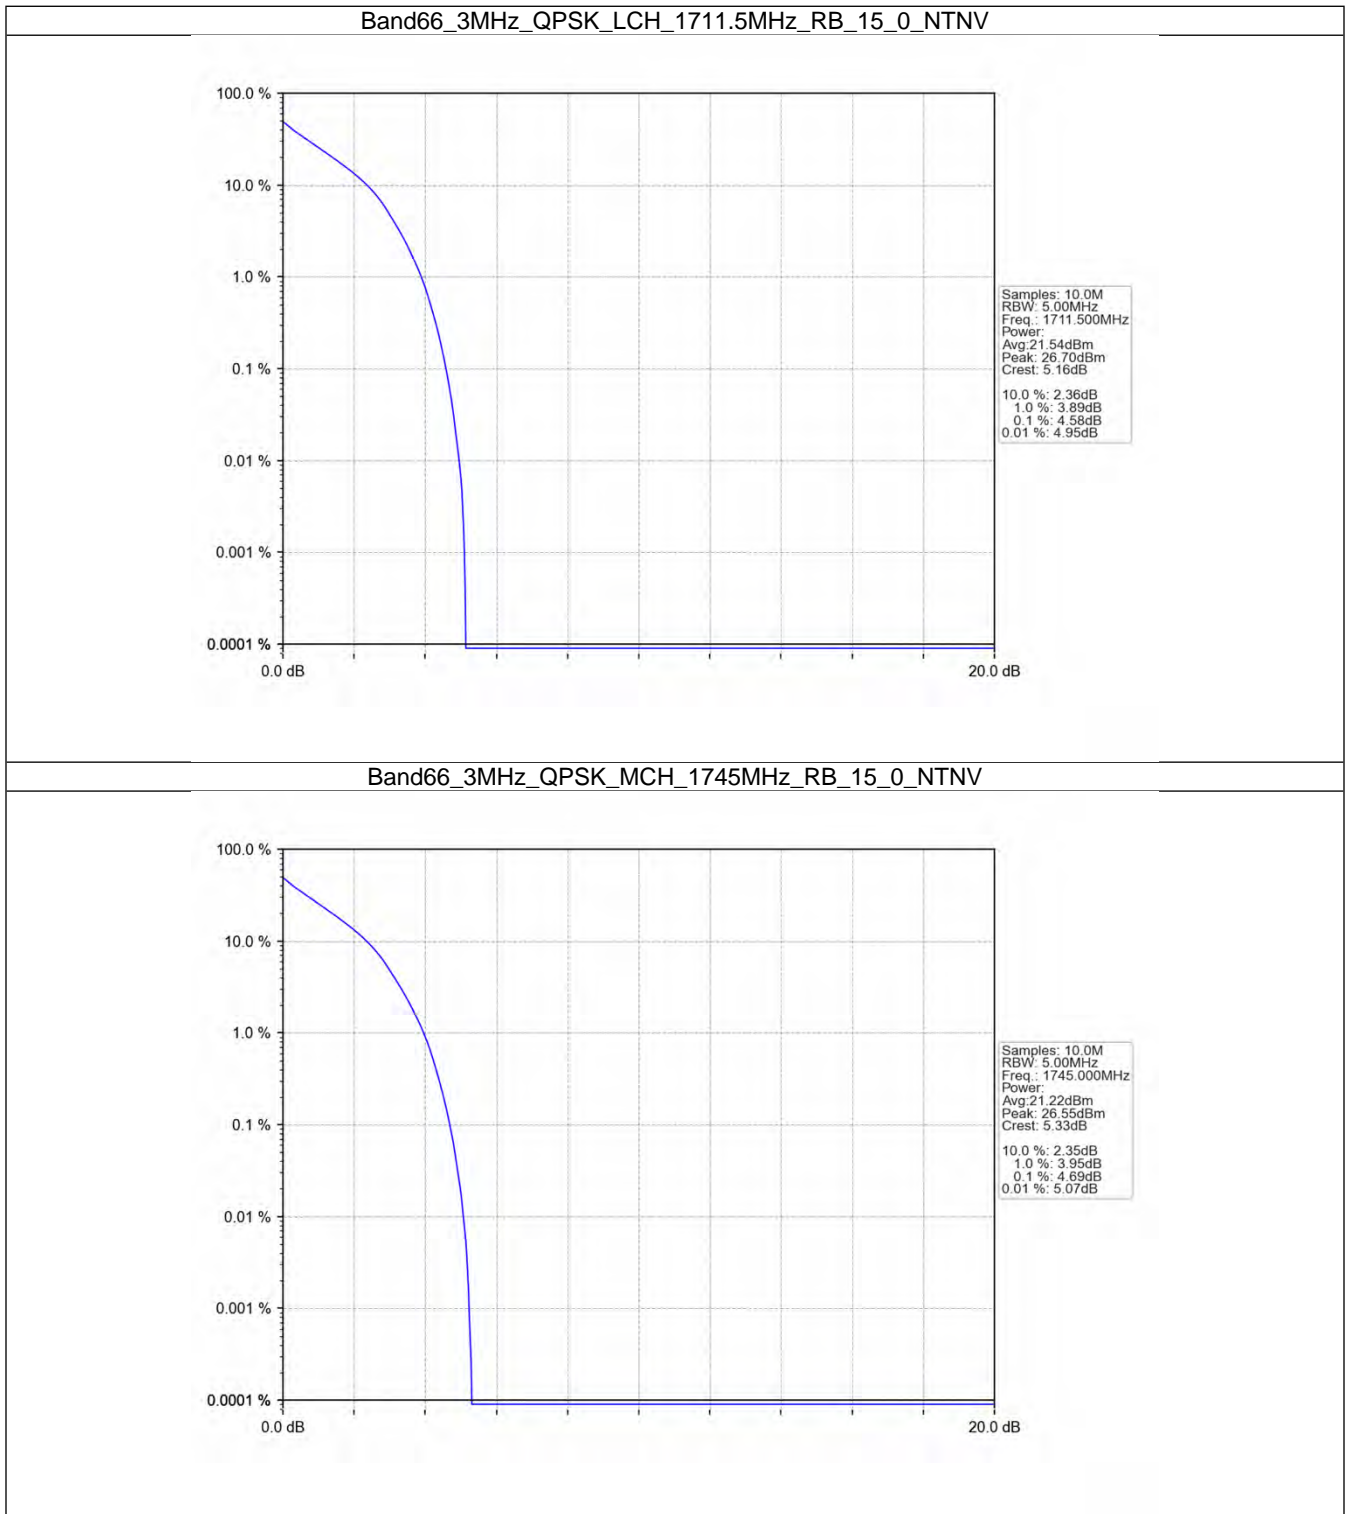 Band66_3MHz_QPSK_LCH_1711.5MHz_RB_15_0_NTNV
100.0 %
10.0 %
1.0 %
0.1 %
0.01 %
0.001 %
0.0001 %
0.0 dB
20.0 dB
Samples: 10.0M
RBW: 5.00MHz
Freq.: 1711.500MHz
Power:
Avg:21.54dBm
Peak: 26.70dBm
Crest: 5.16dB
10.0 %: 2.36dB
1.0 %: 3.89dB
0.1 %: 4.58dB
0.01 %: 4.95dB
Band66_3MHz_QPSK_MCH_1745MHz_RB_15_0_NTNV
100.0 %
10.0 %
1.0 %
0.1 %
0.01 %
0.001 %
0.0001 %
0.0 dB
20.0 dB
Samples: 10.0M
RBW: 5.00MHz
Freq.: 1745.000MHz
Power:
Avg:21.22dBm
Peak: 26.55dBm
Crest: 5.33dB
10.0 %: 2.35dB
1.0 %: 3.95dB
0.1 %: 4.69dB
0.01 %: 5.07dB